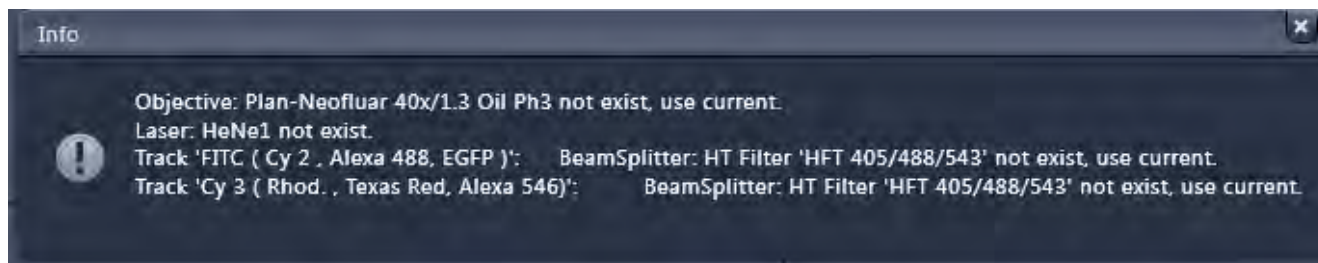 Info
Objective: Plan-Neofluar 40x/1.3 Oil Ph3 not exist, use current.
Laser: HeNe1 not exist.
Track 'FITC ( Cy 2 , Alexa 488, EGFP )': BeamSplitter: HT Filter 'HFT 405/488/543' not exist, use current.
Track 'Cy 3 ( Rhod. , Texas Red, Alexa 546)': BeamSplitter: HT Filter 'HFT 405/488/543' not exist, use current.